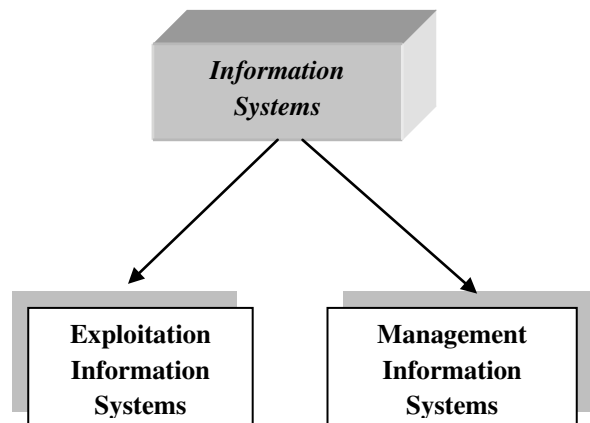 Information
Systems
Exploitation
Information
Systems
Management
Information
Systems